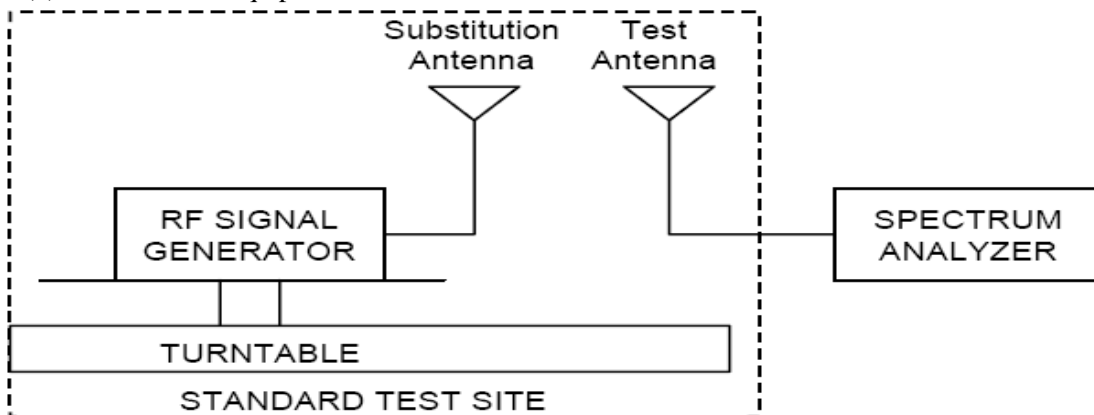 Substitution
Antenna
Test
Antenna
RF SIGNAL
GENERATOR
SPECTRUM
ANALYZER
TURNTABLE
STANDARD TEST SITE